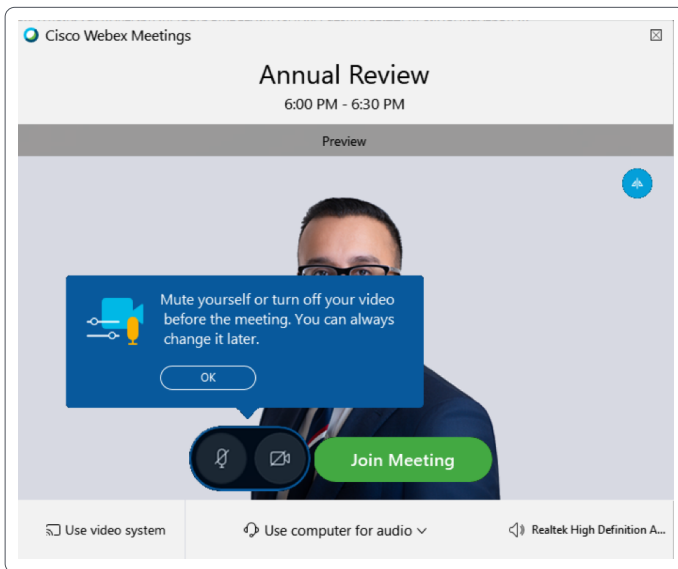 Cisco Webex Meetings
Annual Review
6:00 PM - 6:30 PM
Preview
Mute yourself or turn off your video
before the meeting. You can always
change it later.
OK
Join Meeting
Use video system
Use computer for audio
Realtek High Definition A...